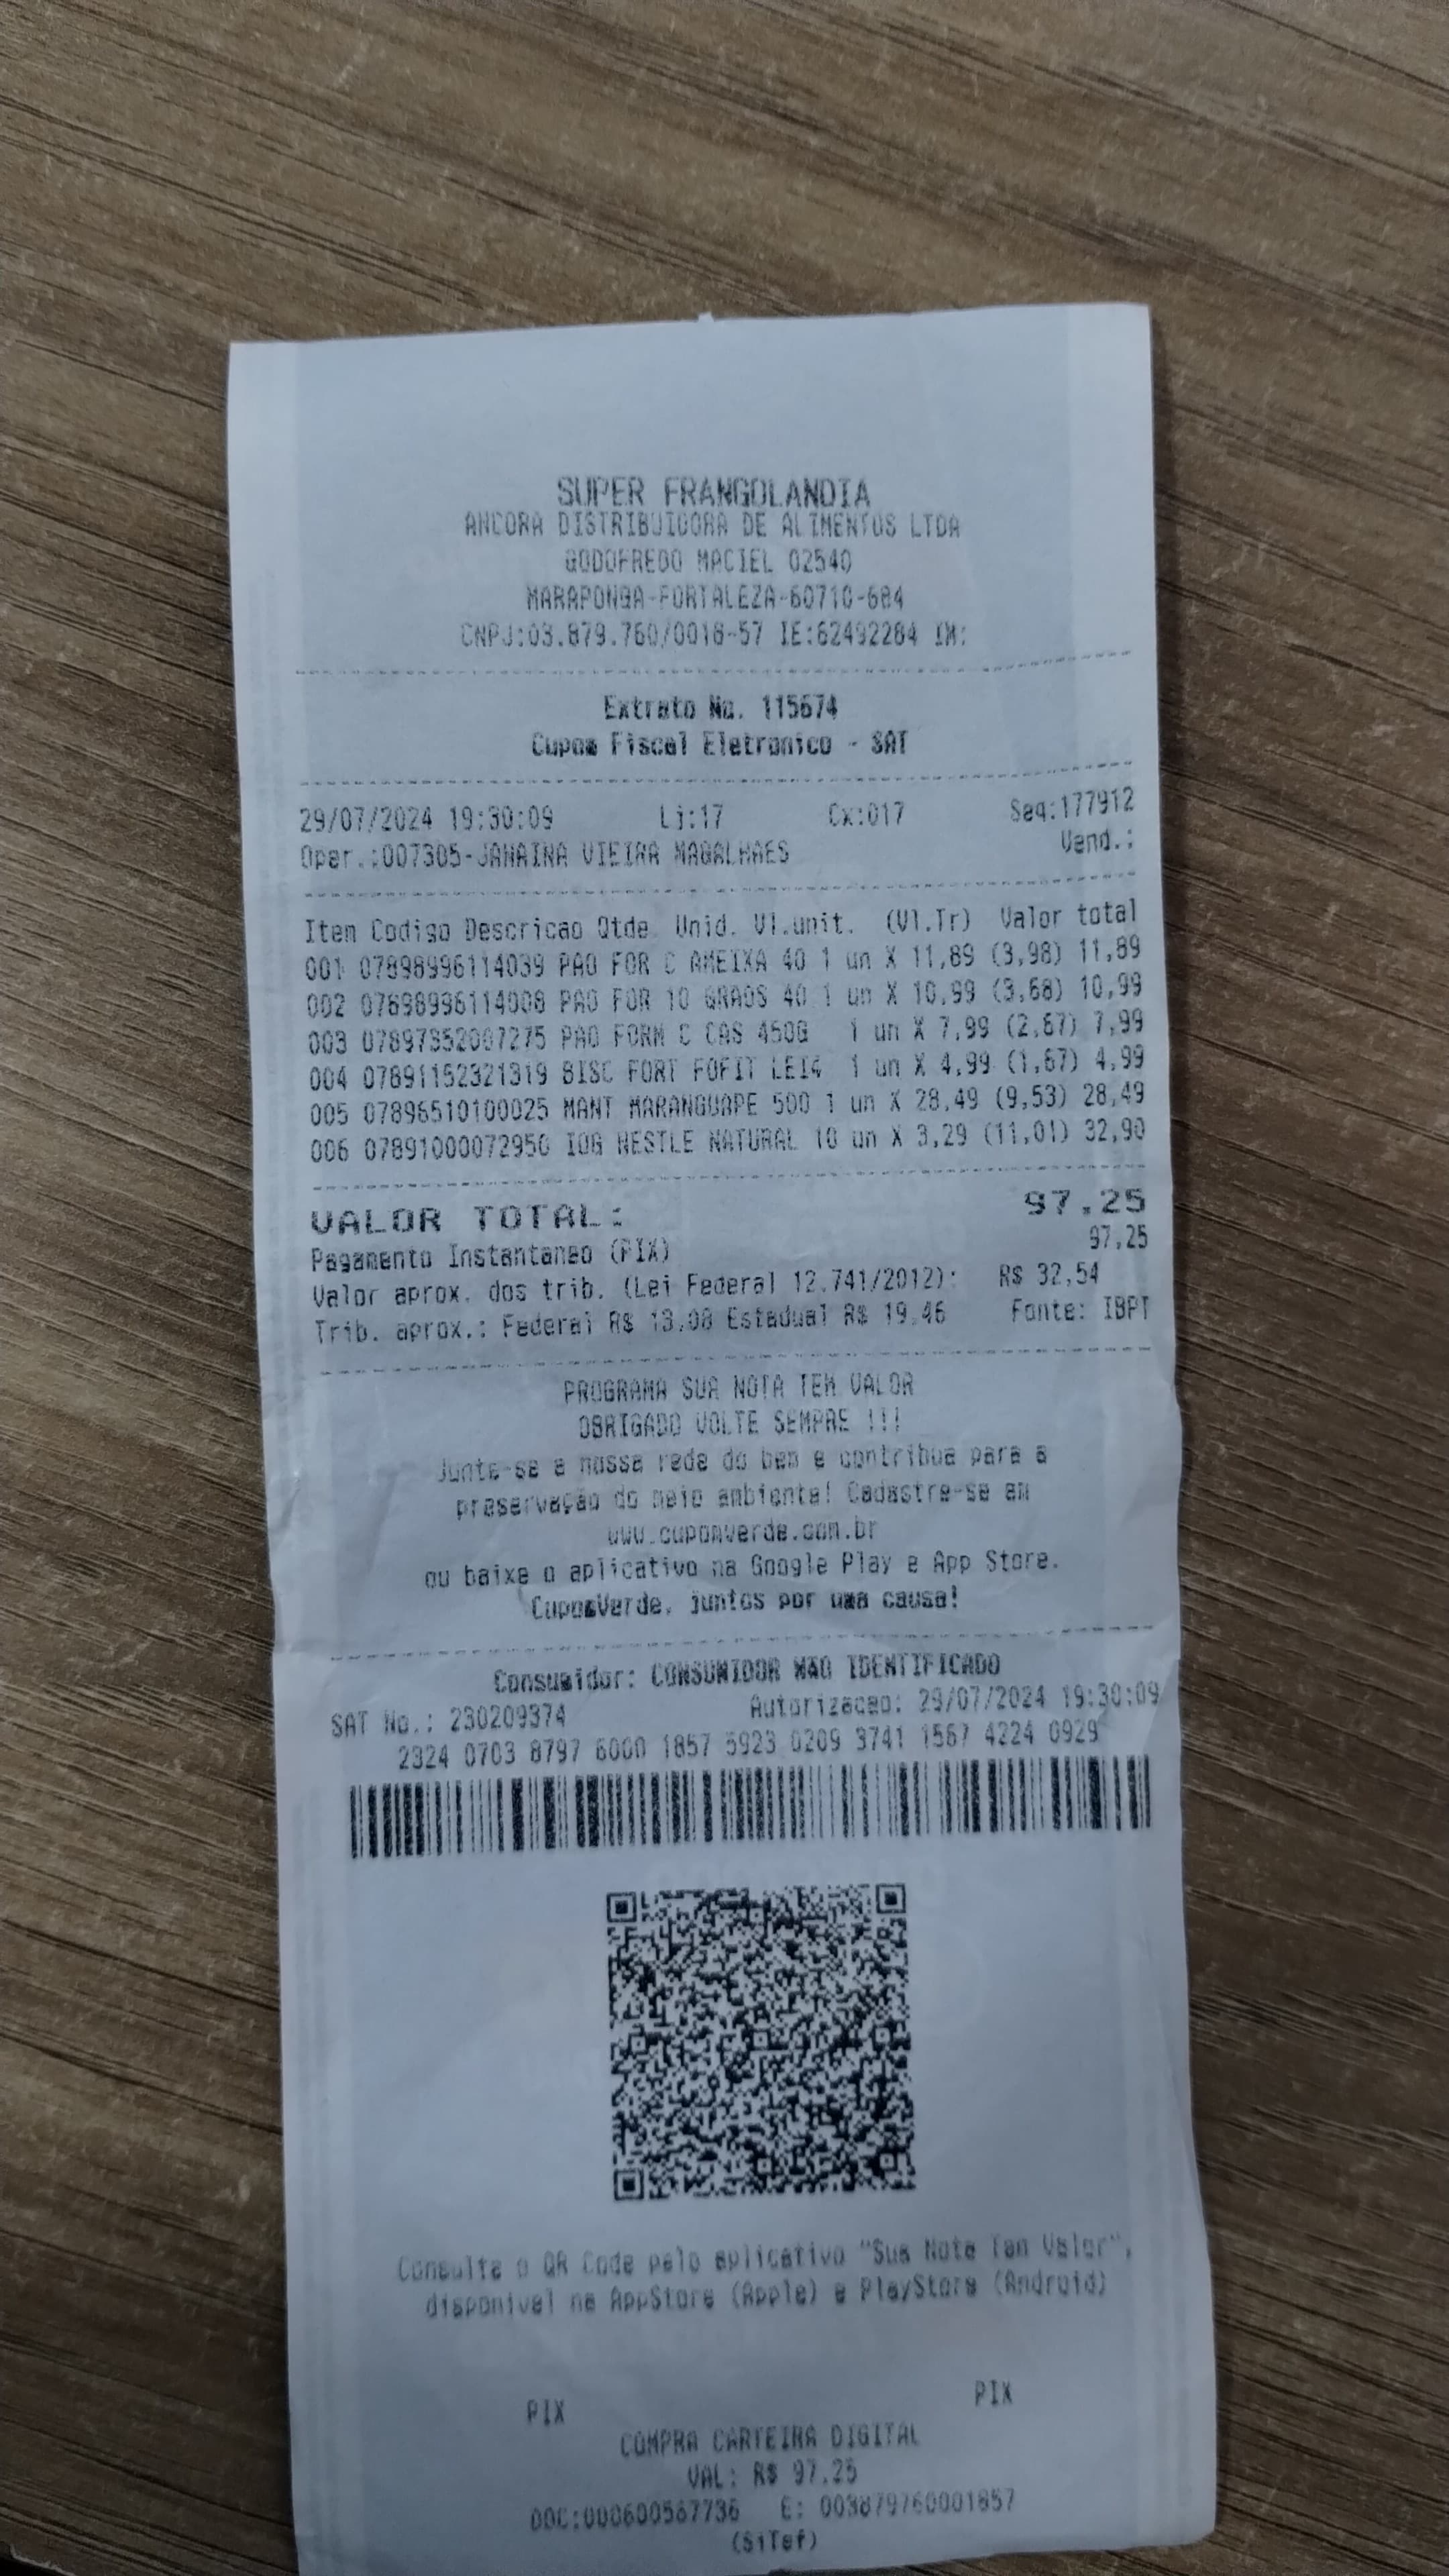 SUPER FRANGOLANDIA
ANCORA DISTRIBUIDORA DE ALIMENTOS LTDA
GODOFREDO MACIEL 02540
MARAPONGA-FORTALEZA-60710-684
CNPJ:03.879.760/0018-57 IE:62492284 IM:
Extrato No. 115674
Cupom Fiscal Eletronico - SAT
29/07/2024 19:30:09 Lj:17 Cx:017 Seq:177912
Oper.:007305-JANAINA VIEIRA MAGALHAES Vend.:
Item Codigo Descricao Qtde. Unid. Vl.unit. (Vl.Tr) Valor total
001 07898996114039 PAO FOR C AMEIXA 40 1 un X 11,89 (3,98) 11,89
002 07898996114008 PAO FOR 10 GRAOS 40 1 un X 10,99 (3,68) 10,99
003 07897352007275 PAO FORM C CAS 450G 1 un X 7,99 (2,67) 7,99
004 07891152321319 BISC FORT FOFIT LEI4 1 un X 4,99 (1,67) 4,99
005 07896510100025 MANT MARANGUAPE 500 1 un X 28,49 (9,53) 28,49
006 07891000072950 IOG NESTLE NATURAL 10 un X 3,29 (11,01) 32,90
VALOR TOTAL: 97,25
Pagamento Instantaneo (PIX) 97,25
Valor aprox. dos trib. (Lei Federal 12.741/2012): R$ 32,54
Trib. aprox.: Federal R$ 13,08 Estadual R$ 19,46 Fonte: IBPT
PROGRAMA SUA NOTA TEM VALOR
OBRIGADO VOLTE SEMPRE !!!
Junte-se a nossa rede do bem e contribua para a
preservação do meio ambiente! Cadastre-se em
www.cupomverde.com.br
ou baixe o aplicativo na Google Play e App Store.
CupomVerde, juntos por uma causa!
Consumidor: CONSUMIDOR NAO IDENTIFICADO
SAT No.: 230209374 Autorizacao: 29/07/2024 19:30:09
2324 0703 8797 6000 1857 5923 0209 3741 1567 4224 0929
Consulte o QR Code pelo aplicativo "Sua Nota Tem Valor",
disponivel na AppStore (Apple) e PlayStore (Android)
PIX PIX
COMPRA CARTEIRA DIGITAL
VAL: R$ 97,25
DOC:000600567736 E: 003879760001857
(SiTef)